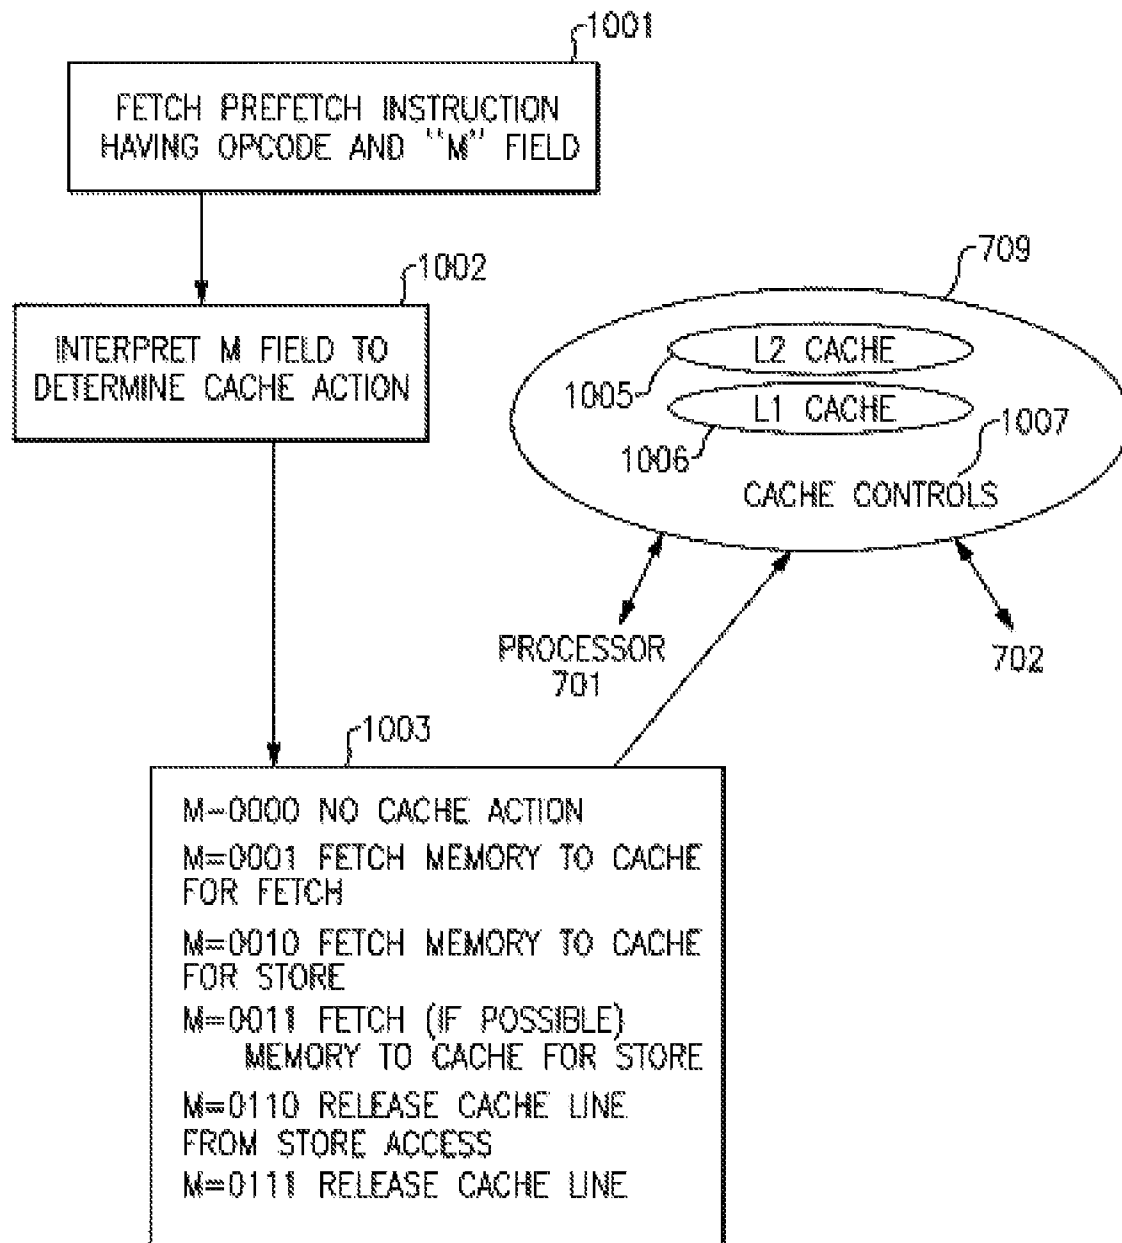 1001
FETCH PREFETCH INSTRUCTION
HAVING OPCODE AND "M" FIELD
1002
INTERPRET M FIELD TO
DETERMINE CACHE ACTION
709
L2 CACHE
1005
L1 CACHE
1006
1007
CACHE CONTROLS
PROCESSOR
701
702
1003
M-0000 NO CACHE ACTION
M=0001 FETCH MEMORY TO CACHE
FOR FETCH
M=0010 FETCH MEMORY TO CACHE
FOR STORE
M=0011 FETCH (IF POSSIBLE)
MEMORY TO CACHE FOR STORE
M=0110 RELEASE CACHE LINE
FROM STORE ACCESS
M=0111 RELEASE CACHE LINE